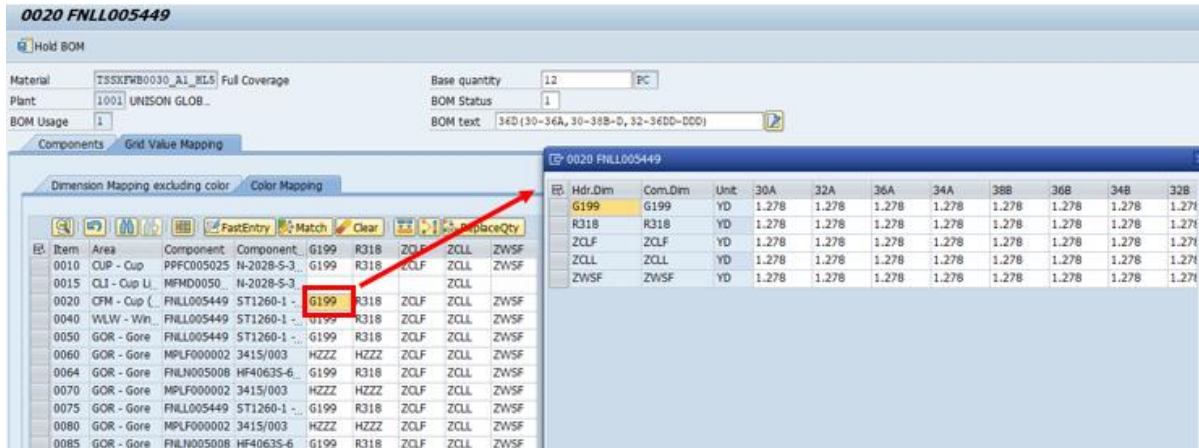 0020 FNLL005449
Hold BOM
Material TSSXFWB0030_A1_HL5 Full Coverage Base quantity 12 PC
Plant 1001 UNISON GLOB.. BOM Status 1
BOM Usage 1 BOM text 36D(30-36A,30-38B-D,32-36DD-DDD)
Components Grid Value Mapping
Dimension Mapping excluding color Color Mapping
FastEntry Match Clear ReplaceQty
Item Area Component Component_ G199 R318 ZCLF ZCLL ZWSF
0010 CUP - Cup PPFC005025 N-2028-S-3_ G199 R318 ZCLF ZCLL ZWSF
0015 CLI - Cup Li_ MFMD0050_ N-2028-S-3_ ZCLL
0020 CFM - Cup (_ FNLL005449 ST1260-1 -_ G199 R318 ZCLF ZCLL ZWSF
0040 WLW - Win_ FNLL005449 ST1260-1 -_ G199 R318 ZCLF ZCLL ZWSF
0050 GOR - Gore FNLL005449 ST1260-1 -_ G199 R318 ZCLF ZCLL ZWSF
0060 GOR - Gore MPLF000002 3415/003 HZZZ HZZZ ZCLF ZCLL ZWSF
0064 GOR - Gore FNLN005008 HF4063S-6_ G199 R318 ZCLF ZCLL ZWSF
0070 GOR - Gore MPLF000002 3415/003 HZZZ HZZZ ZCLF ZCLL ZWSF
0075 GOR - Gore FNLL005449 ST1260-1 -_ G199 R318 ZCLF ZCLL ZWSF
0080 GOR - Gore MPLF000002 3415/003 HZZZ HZZZ ZCLF ZCLL ZWSF
0085 GOR - Gore FNLN005008 HF4063S-6 G199 R318 ZCLF ZCLL ZWSF
0020 FNLL005449
Hdr.Dim Com.Dim Unit 30A 32A 36A 34A 38B 36B 34B 32B
G199 G199 YD 1.278 1.278 1.278 1.278 1.278 1.278 1.278
R318 R318 YD 1.278 1.278 1.278 1.278 1.278 1.278 1.278
ZCLF ZCLF YD 1.278 1.278 1.278 1.278 1.278 1.278 1.278
ZCLL ZCLL YD 1.278 1.278 1.278 1.278 1.278 1.278 1.278
ZWSF ZWSF YD 1.278 1.278 1.278 1.278 1.278 1.278 1.278